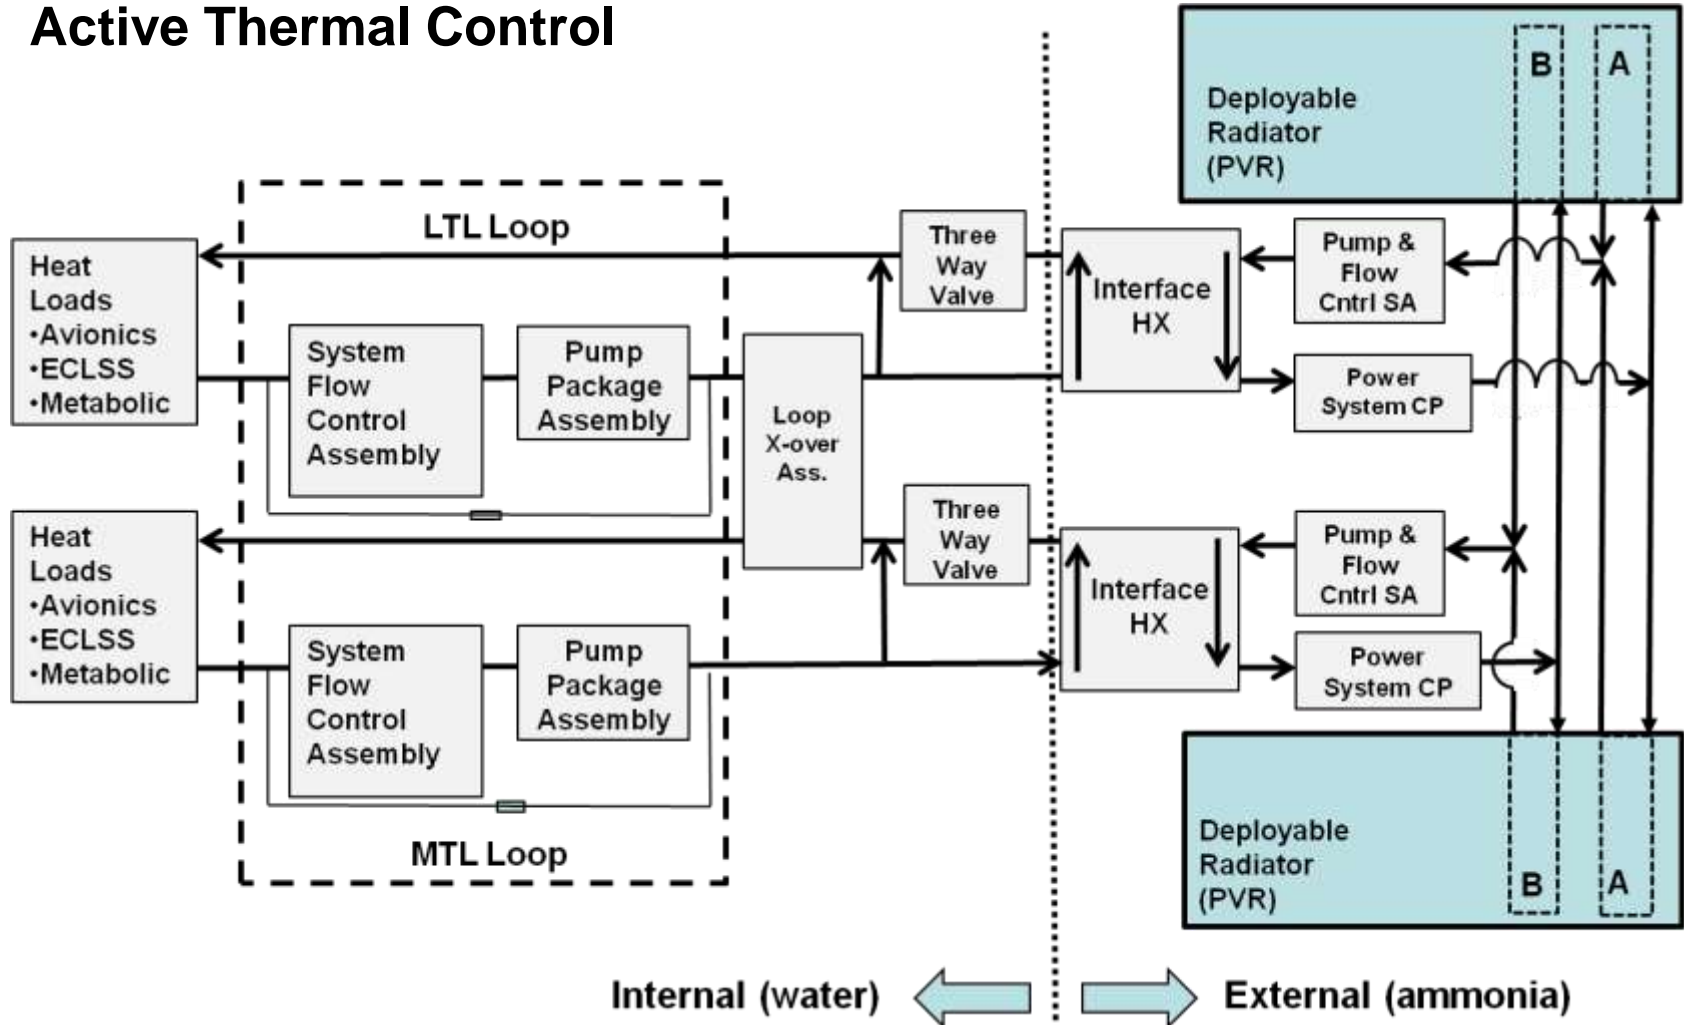 Active Thermal Control
B
A
Deployable
Radiator
(PVR)
LTL Loop
Heat
Loads
•Avionics
•ECLSS
•Metabolic
System
Flow
Control
Assembly
Pump
Package
Assembly
Loop
X-over
Ass.
Three
Way
Valve
Interface
HX
Pump &
Flow
Cntrl SA
Power
System CP
Heat
Loads
•Avionics
•ECLSS
•Metabolic
System
Flow
Control
Assembly
Pump
Package
Assembly
Three
Way
Valve
Interface
HX
Pump &
Flow
Cntrl SA
Power
System CP
MTL Loop
Deployable
Radiator
(PVR)
B
A
Internal (water)
External (ammonia)